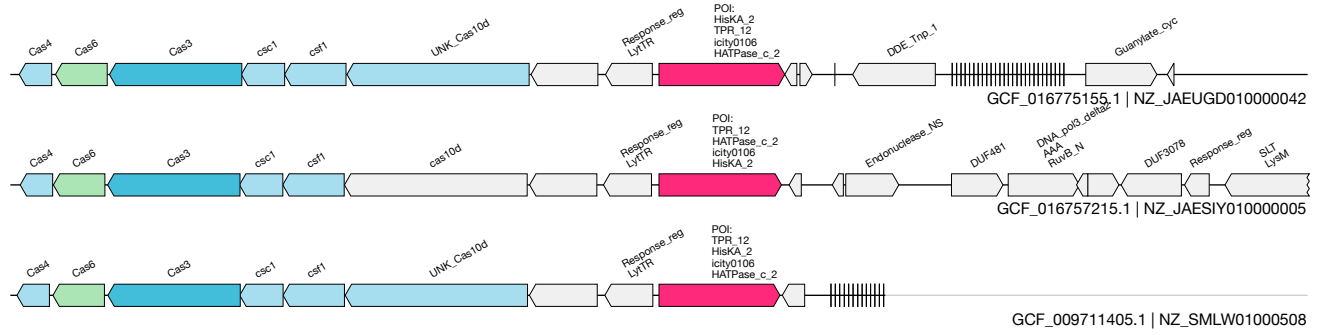 Cas4
Cas6
Cas3
csc1
csf1
UNK_Cas10d
Response_reg
LytTR
POI:
HisKA_2
TPR_12
icity0106
HATPase_c_2
DDE_Tnp_1
Guanylate_cyc
GCF_016775155.1 | NZ_JAEUGD010000042
Cas4
Cas6
Cas3
csc1
csf1
cas10d
Response_reg
LytTR
POI:
TPR_12
HATPase_c_2
icity0106
HisKA_2
Endonuclease_NS
DUF481
DNA_pol3_delta2
AAA
RuvB_N
DUF3078
Response_reg
SLT
LysM
GCF_016757215.1 | NZ_JAESIY010000005
Cas4
Cas6
Cas3
csc1
csf1
UNK_Cas10d
Response_reg
LytTR
POI:
TPR_12
HisKA_2
icity0106
HATPase_c_2
GCF_009711405.1 | NZ_SMLW01000508